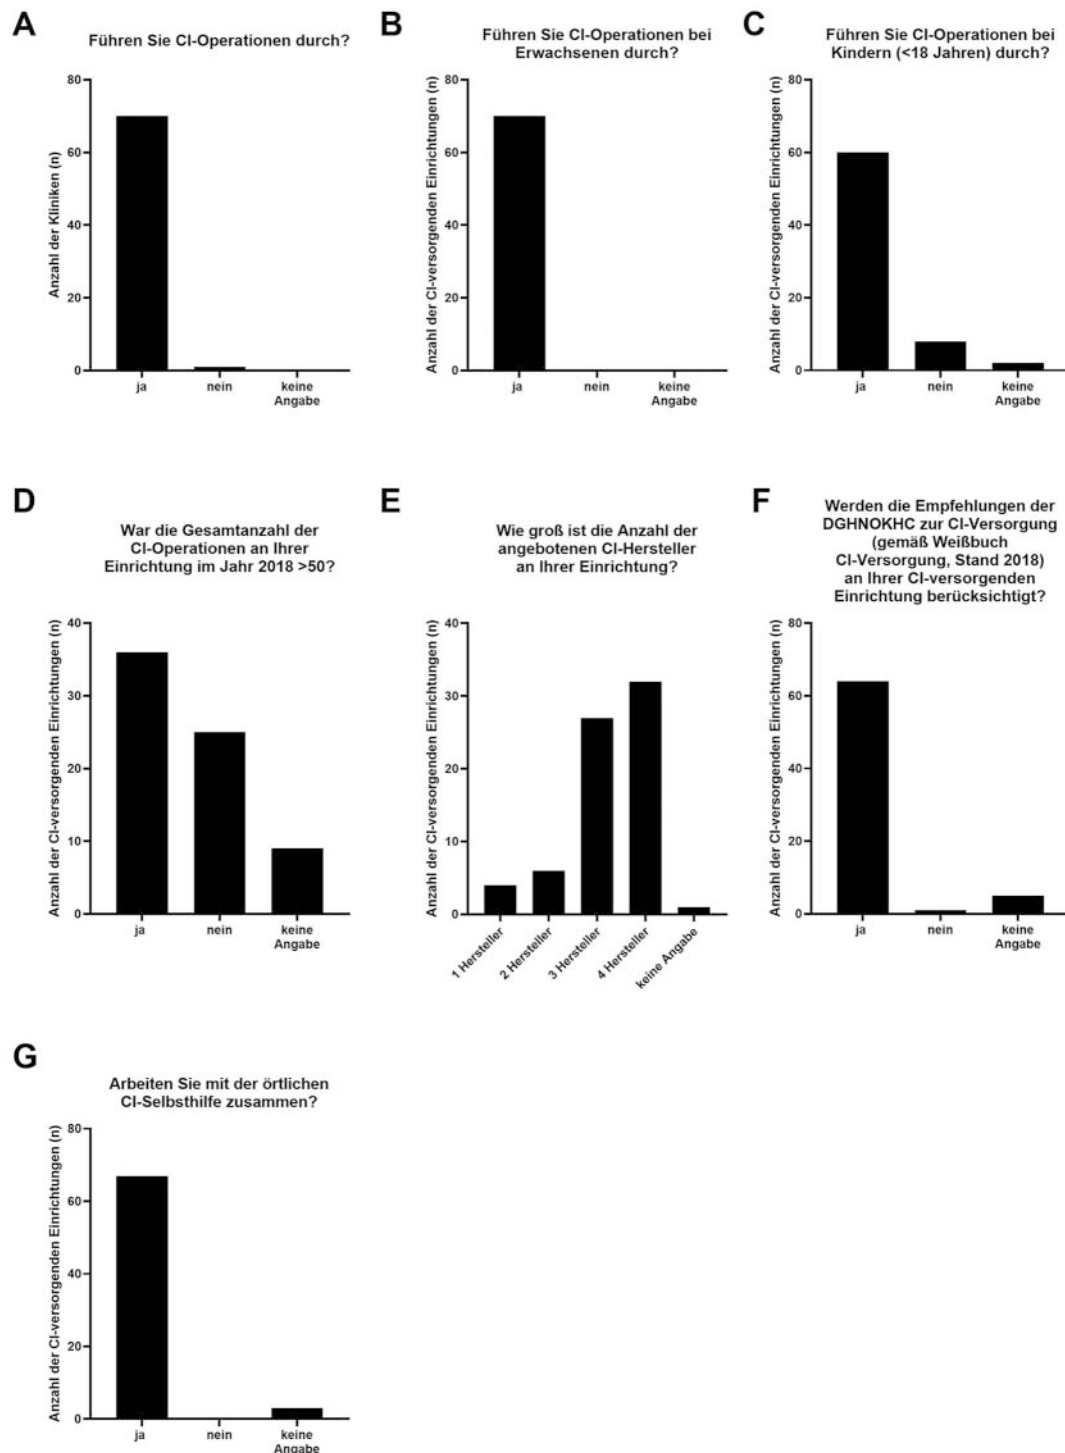 A
Führen Sie CI-Operationen durch?
Anzahl der Kliniken (n)
80
60
40
20
0
ja
nein
keine
Angabe
B
Führen Sie CI-Operationen bei
Erwachsenen durch?
Anzahl der CI-versorgenden Einrichtungen (n)
80
60
40
20
0
ja
nein
keine
Angabe
C
Führen Sie CI-Operationen bei
Kindern (<18 Jahren) durch?
Anzahl der CI-versorgenden Einrichtungen (n)
80
60
40
20
0
ja
nein
keine
Angabe
D
War die Gesamtanzahl der
CI-Operationen an Ihrer
Einrichtung im Jahr 2018 >50?
Anzahl der CI-versorgenden Einrichtungen (n)
40
30
20
10
0
ja
nein
keine
Angabe
E
Wie groß ist die Anzahl der
angebotenen CI-Hersteller
an Ihrer Einrichtung?
Anzahl der CI-versorgenden Einrichtungen (n)
40
30
20
10
0
1 Hersteller
2 Hersteller
3 Hersteller
4 Hersteller
keine Angabe
F
Werden die Empfehlungen der
DGHNOKHC zur CI-Versorgung
(gemäß Weißbuch
CI-Versorgung, Stand 2018)
an Ihrer CI-versorgenden
Einrichtung berücksichtigt?
Anzahl der CI-versorgenden Einrichtungen (n)
80
60
40
20
0
ja
nein
keine
Angabe
G
Arbeiten Sie mit der örtlichen
CI-Selbsthilfe zusammen?
Anzahl der CI-versorgenden Einrichtungen (n)
80
60
40
20
0
ja
nein
keine
Angabe